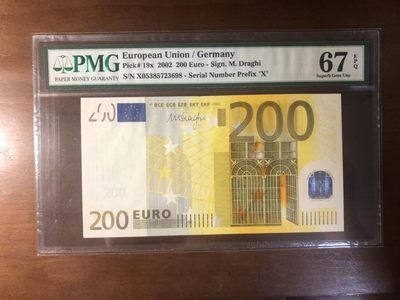 PMG
PAPER MONEY GUARANTY
European Union / Germany
Pick# 19x 2002 200 Euro - Sign. M. Draghi
S/N X05385723698 - Serial Number Prefix "X"
67
EPQ
Superb Gem Unc
BCE ECB EZB EKT EKP 2002
200
200
200 EURO